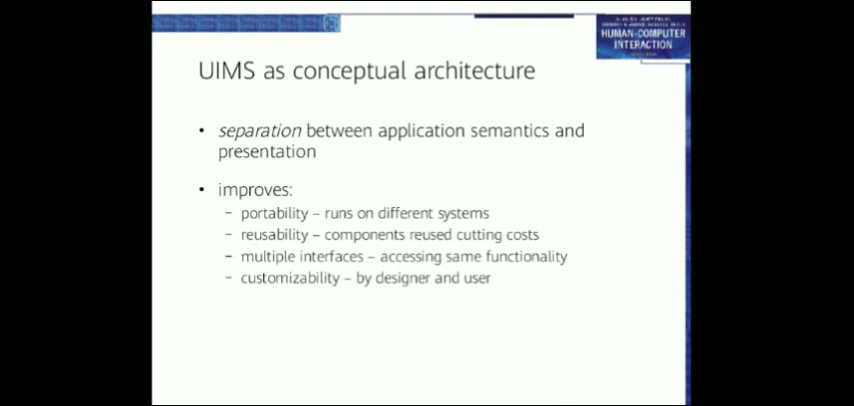 HUMAN-COMPUTER
INTERACTION
UIMS as conceptual architecture
• separation between application semantics and
presentation
• improves:
– portability – runs on different systems
– reusability – components reused cutting costs
– multiple interfaces – accessing same functionality
– customizability – by designer and user